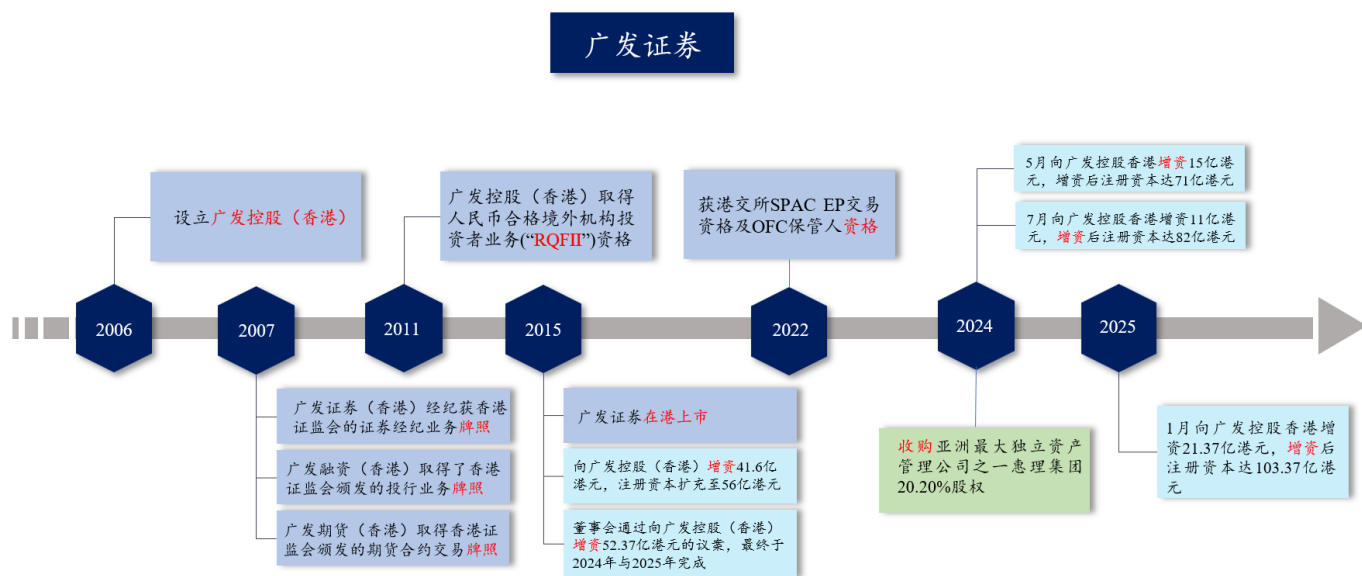 广发证券
设立广发控股（香港）
广发控股（香港）取得
人民币合格境外机构投
资者业务(“RQFII”)资格
获港交所SPAC EP交易
资格及OFC保管人资格
5月向广发控股香港增资15亿港
元，增资后注册资本达71亿港元
7月向广发控股香港增资11亿港
元，增资后注册资本达82亿港元
2006
2007
2011
2015
2022
2024
2025
广发证券（香港）经纪获香港
证监会的证券经纪业务牌照
广发融资（香港）取得了香港
证监会颁发的投行业务牌照
广发期货（香港）取得香港证
监会颁发的期货合约交易牌照
广发证券在港上市
向广发控股（香港）增资41.6亿
港元，注册资本扩充至56亿港元
董事会通过向广发控股（香港）
增资52.37亿港元的议案，最终于
2024年与2025年完成
收购亚洲最大独立资产
管理公司之一惠理集团
20.20%股权
1月向广发控股香港增
资21.37亿港元，增资后
注册资本达103.37亿港
元